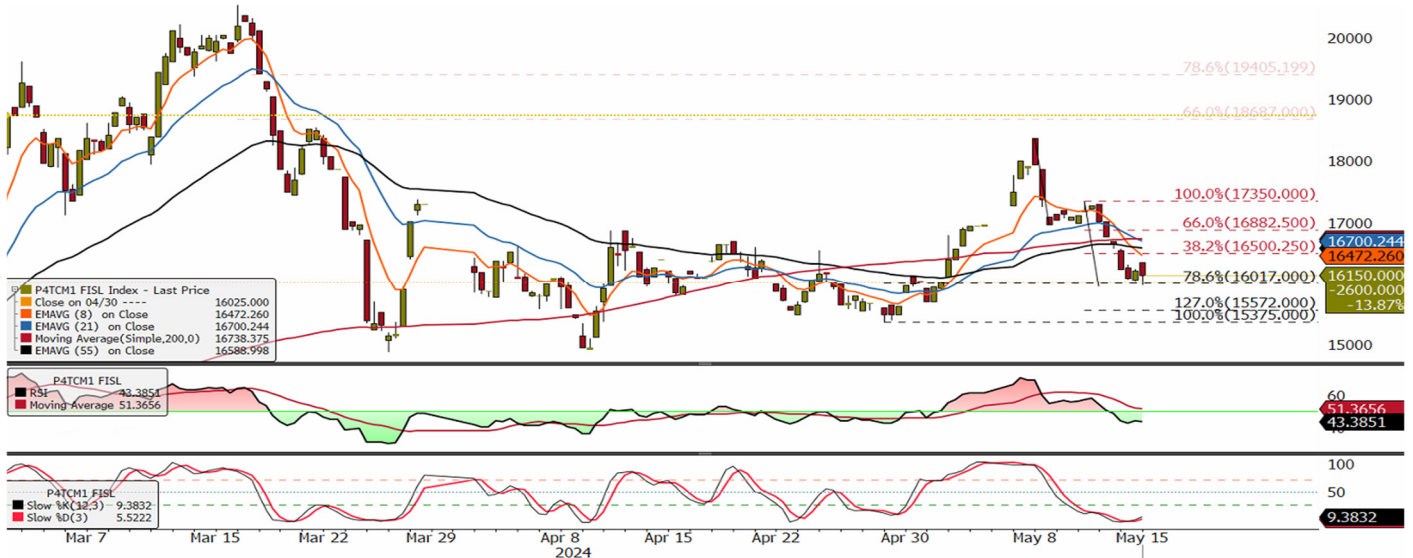 20000
78.6%(19405.199)
19000
66.0%(18687.000)
18000
100.0%(17350.000)
17000
66.0%(16882.500)
16700.244
38.2%(16500.250)
16472.260
78.6%(16017.000)
16150.000
-2600.000
-13.87%
127.0%(15572.000)
100.0%(15375.000)
15000
P4TCM1 FISL Index - Last Price
Close on 04/30 ---- 16025.000
EMAVG (8) on Close 16472.260
EMAVG (21) on Close 16700.244
Moving Average(Simple,200,0) 16738.375
EMAVG (55) on Close 16588.998
P4TCM1 FISL
RSI 43.3851
Moving Average 51.3656
60
51.3656
43.3851
P4TCM1 FISL
Slow %K(12,3) 9.3832
Slow %D(3) 5.5222
100
50
9.3832
Mar 7 Mar 15 Mar 22 Mar 29 Apr 8 Apr 15 Apr 22 Apr 30 May 8 May 15
2024